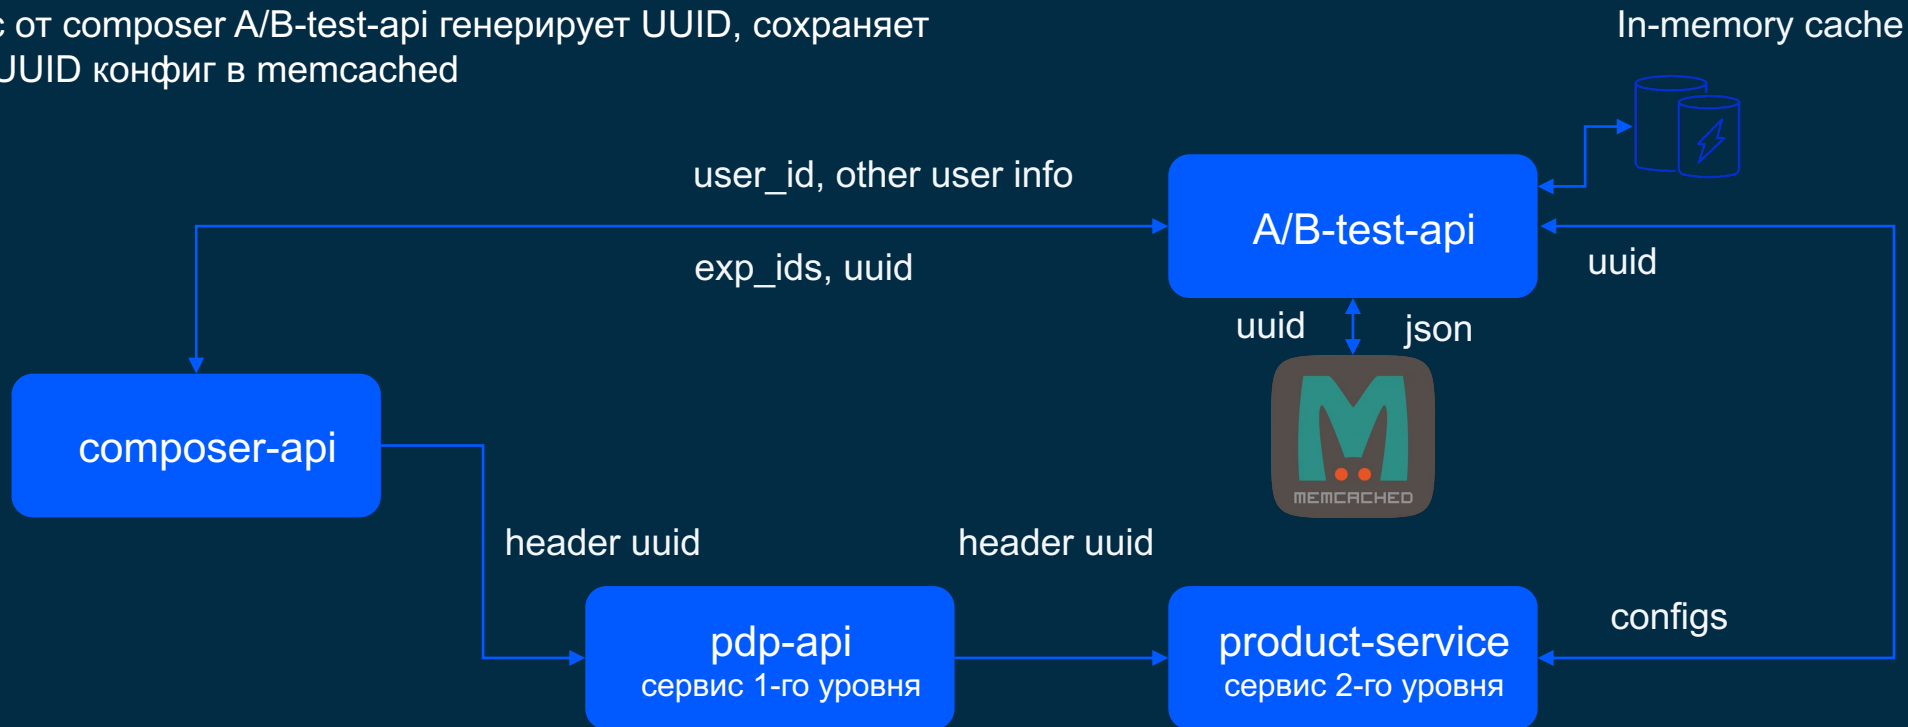 с от composer A/B-test-api генерирует UUID, сохраняет
UUID конфиг в memcached
In-memory cache
user_id, other user info
A/B-test-api
exp_ids, uuid
uuid
uuid
json
composer-api
MEMCACHED
header uuid
header uuid
configs
pdp-api
сервис 1-го уровня
product-service
сервис 2-го уровня